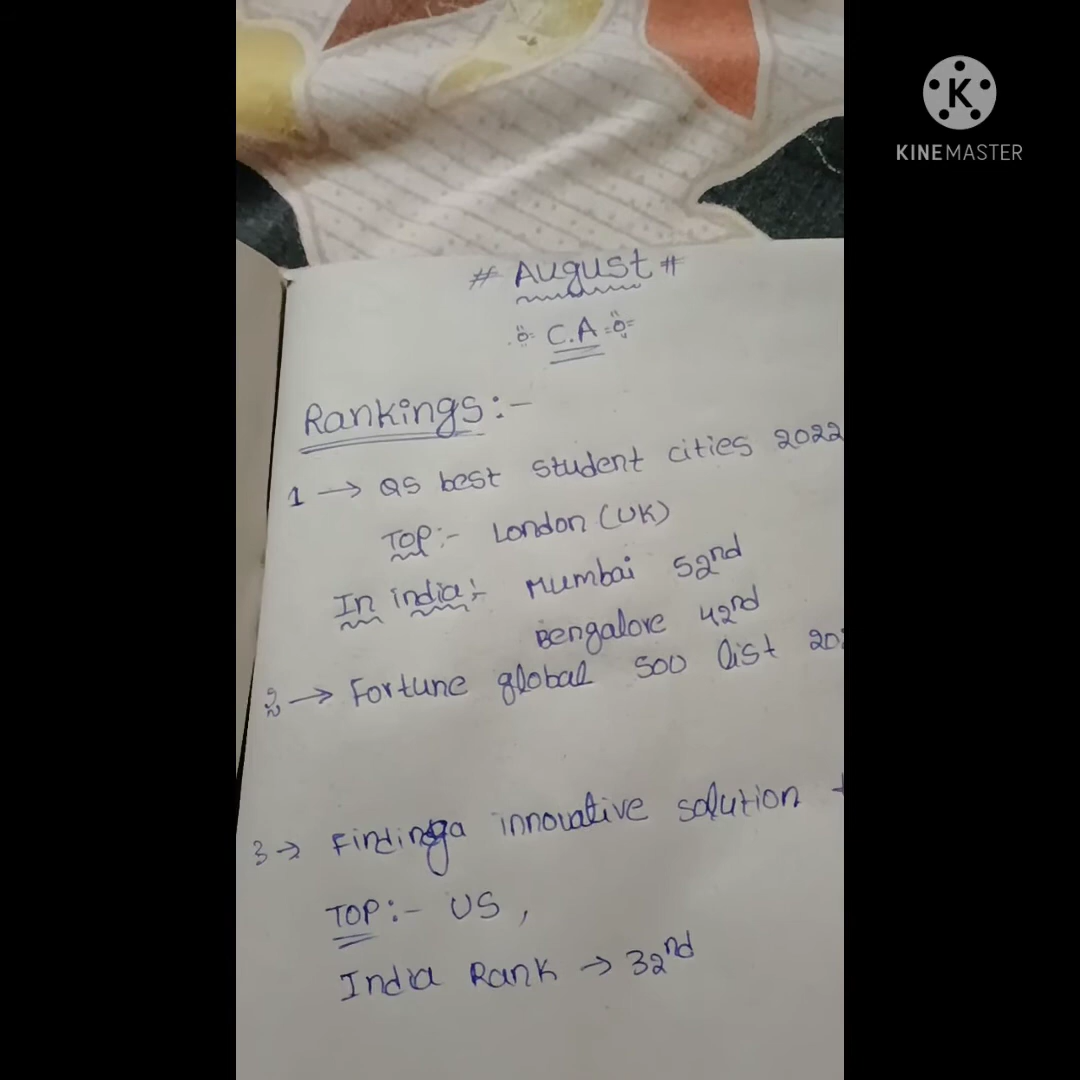 # August #
C.A
Rankings:-
1 → QS best student cities 2022
TOP:- London (UK)
In india:- Mumbai 52nd
Bengalore 42nd
2 → Fortune global 500 list
3 → Finding a innovative solution
TOP:- US,
India Rank → 32nd
K
KINEMASTER